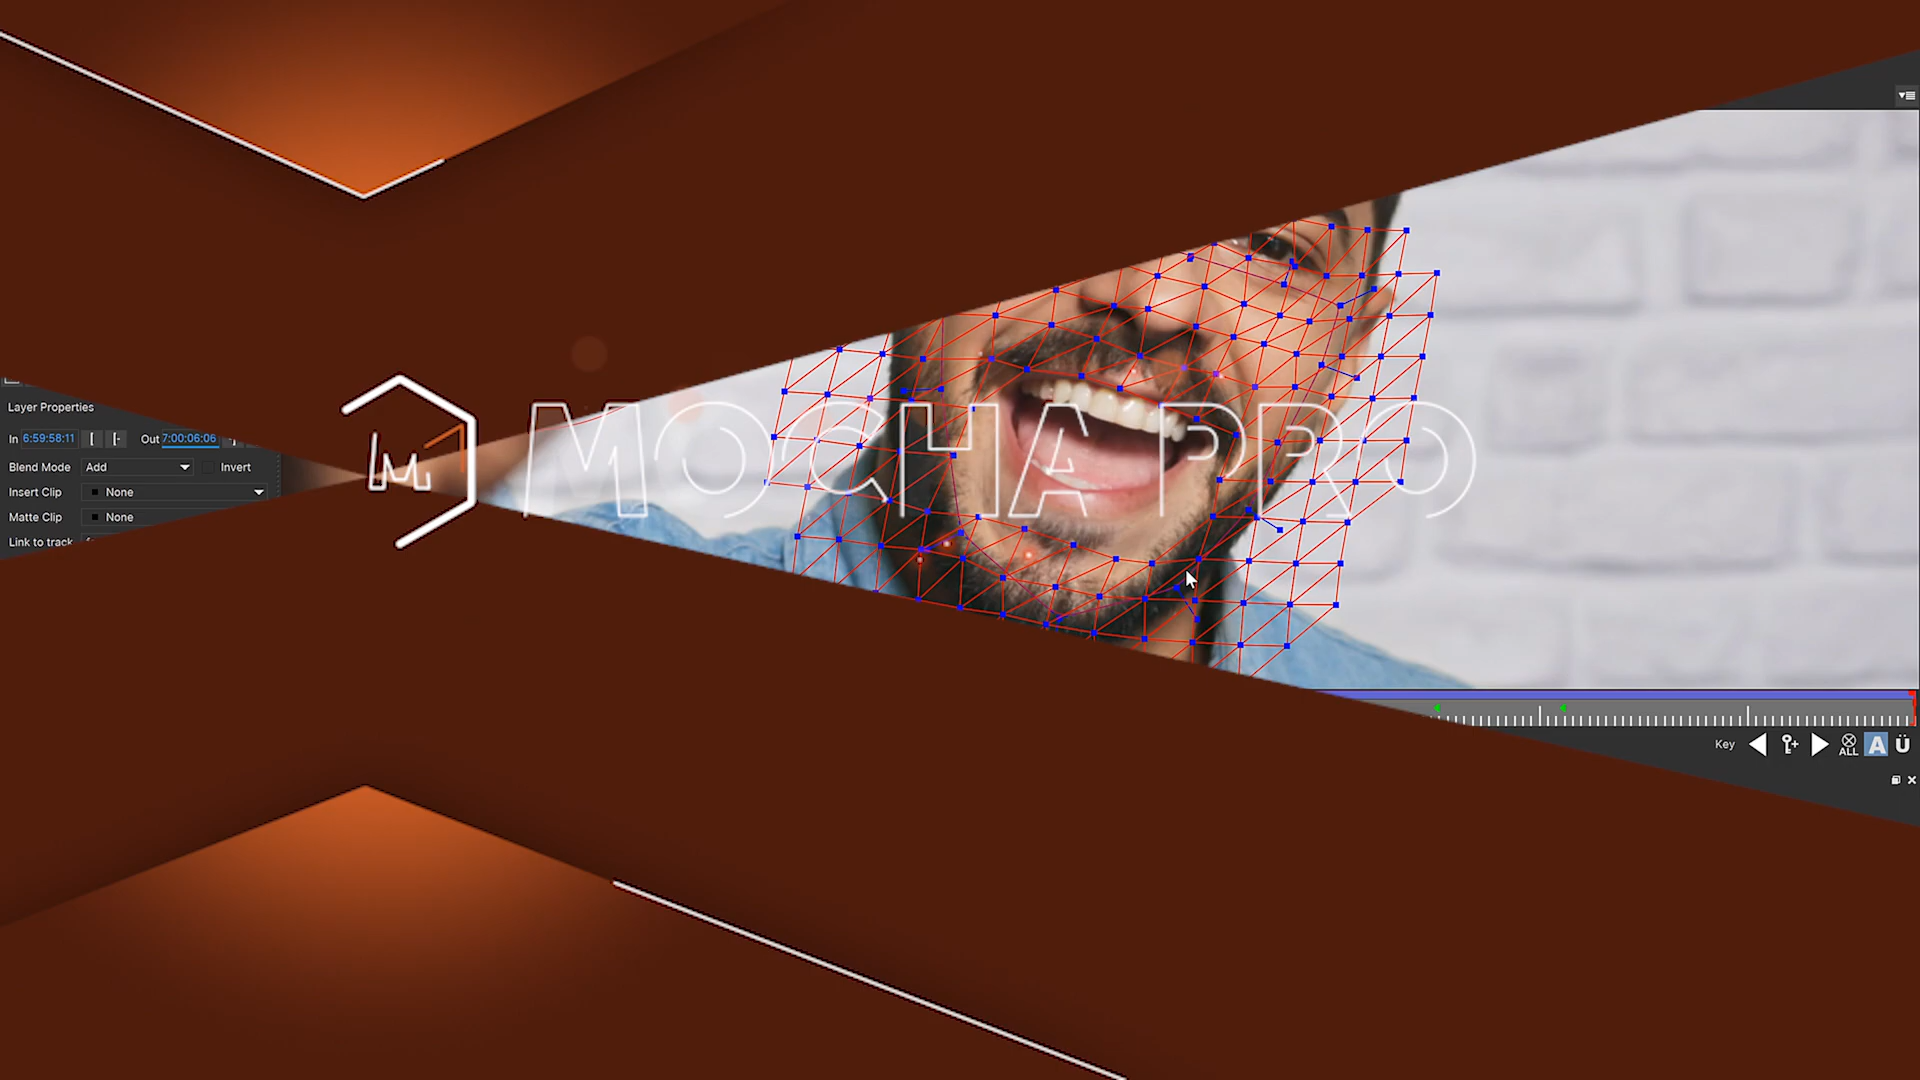 Layer Properties
In 6:59:58:11 [ [- Out 7:00:06:06
Blend Mode Add Invert
Insert Clip None
Matte Clip None
Link to track
M MOCHA PRO
Key ALL A Ü